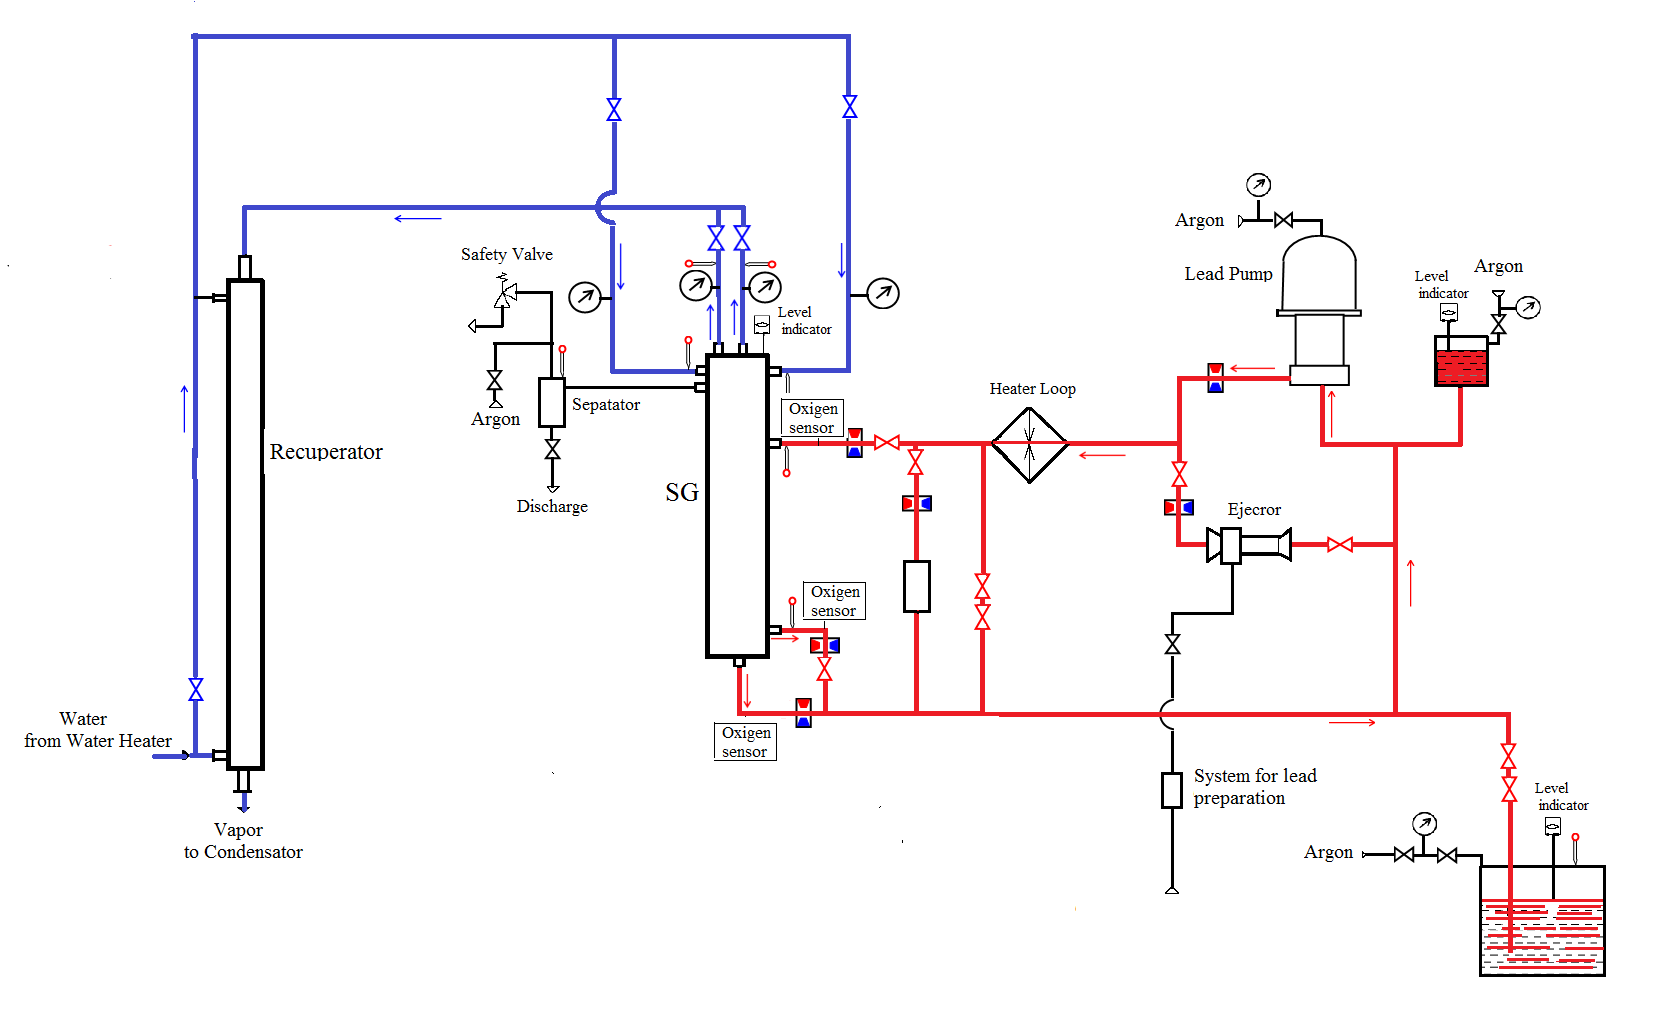 Argon
Argon
Safety Valve
Lead Pump
Level
indicator
Level
indicator
Heater Loop
Sepatator
Oxigen
sensor
Argon
Recuperator
SG
Discharge
Ejecror
Oxigen
sensor
Water
from Water Heater
Oxigen
sensor
System for lead
preparation
Level
indicator
Vapor
to Condensator
Argon